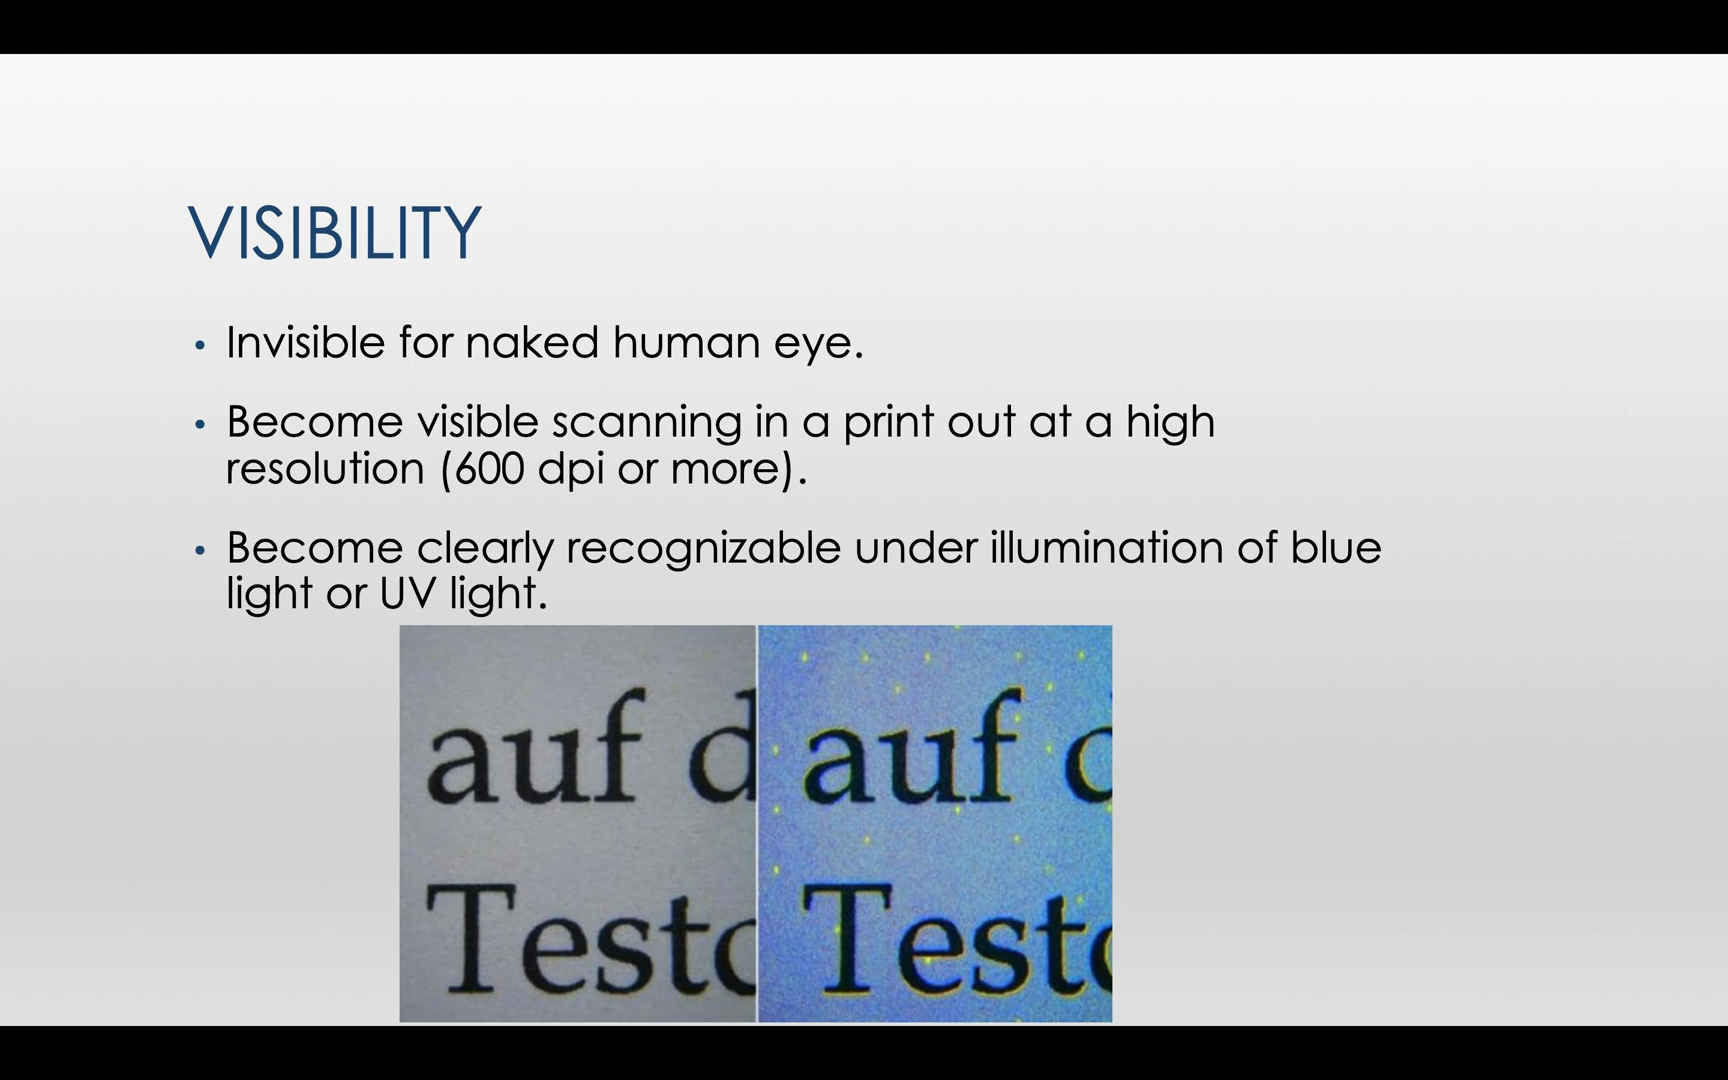 VISIBILITY
• Invisible for naked human eye.
• Become visible scanning in a print out at a high
resolution (600 dpi or more).
• Become clearly recognizable under illumination of blue
light or UV light.
auf d
Testo
auf
Test